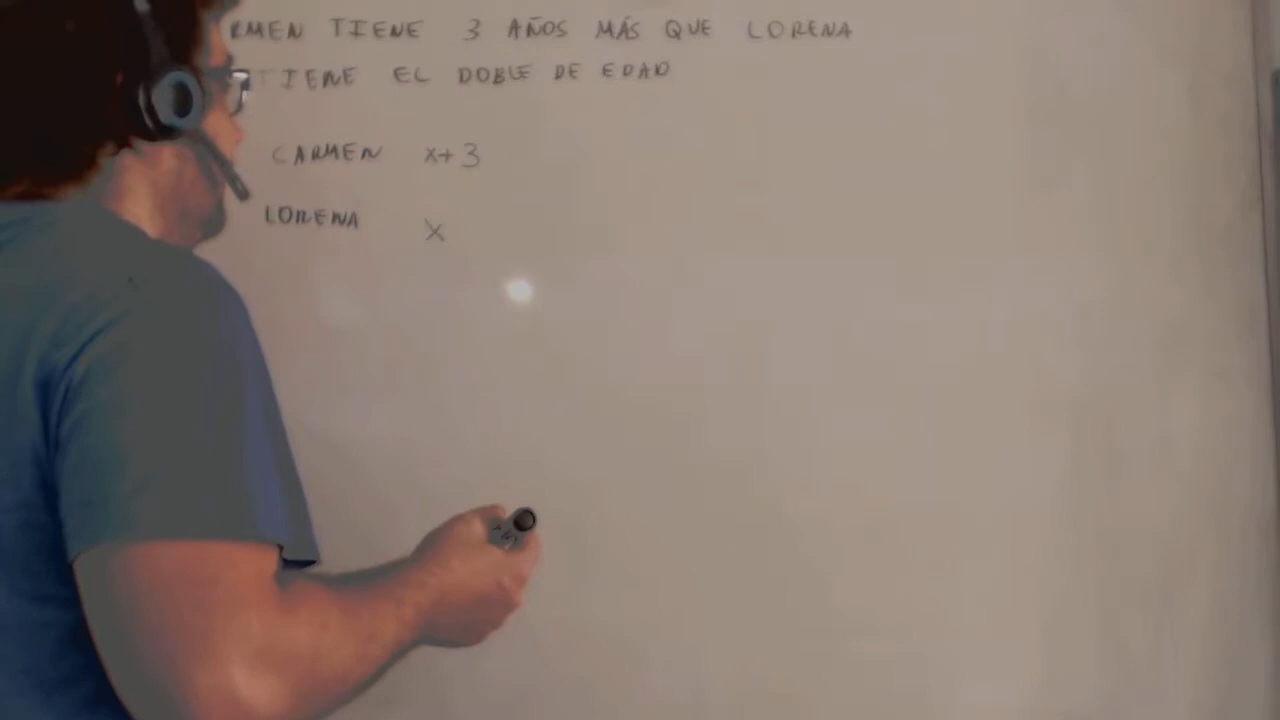 RMEN TIENE 3 AÑOS MÁS QUE LORENA
TIENE EL DOBLE DE EDAD
CARMEN x+3
LORENA x